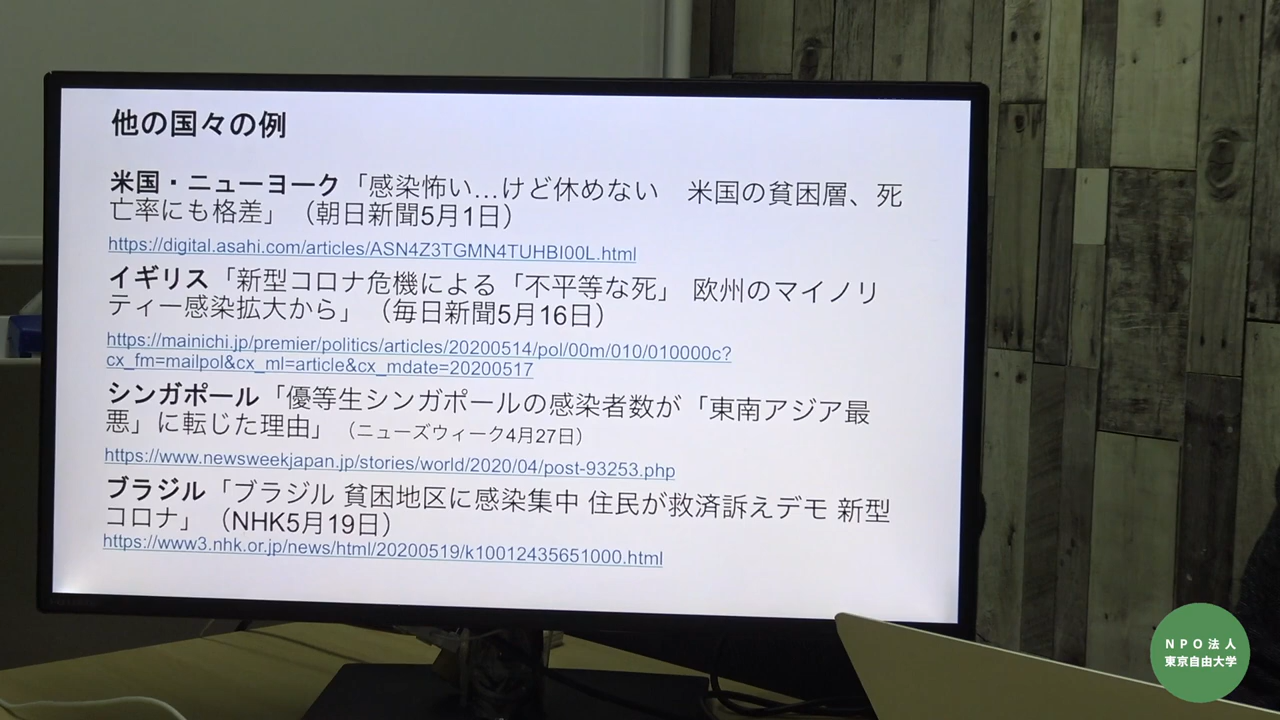 他の国々の例
米国・ニューヨーク「感染怖い…けど休めない　米国の貧困層、死
亡率にも格差」（朝日新聞5月1日）
https://digital.asahi.com/articles/ASN4Z3TGMN4TUHBI00L.html
イギリス「新型コロナ危機による「不平等な死」 欧州のマイノリ
ティー感染拡大から」（毎日新聞5月16日）
https://mainichi.jp/premier/politics/articles/20200514/pol/00m/010/010000c?
cx_fm=mailpol&cx_ml=article&cx_mdate=20200517
シンガポール「優等生シンガポールの感染者数が「東南アジア最
悪」に転じた理由」（ニューズウィーク4月27日）
https://www.newsweekjapan.jp/stories/world/2020/04/post-93253.php
ブラジル「ブラジル 貧困地区に感染集中 住民が救済訴えデモ 新型
コロナ」（NHK5月19日）
https://www3.nhk.or.jp/news/html/20200519/k10012435651000.html
NPO法人
東京自由大学